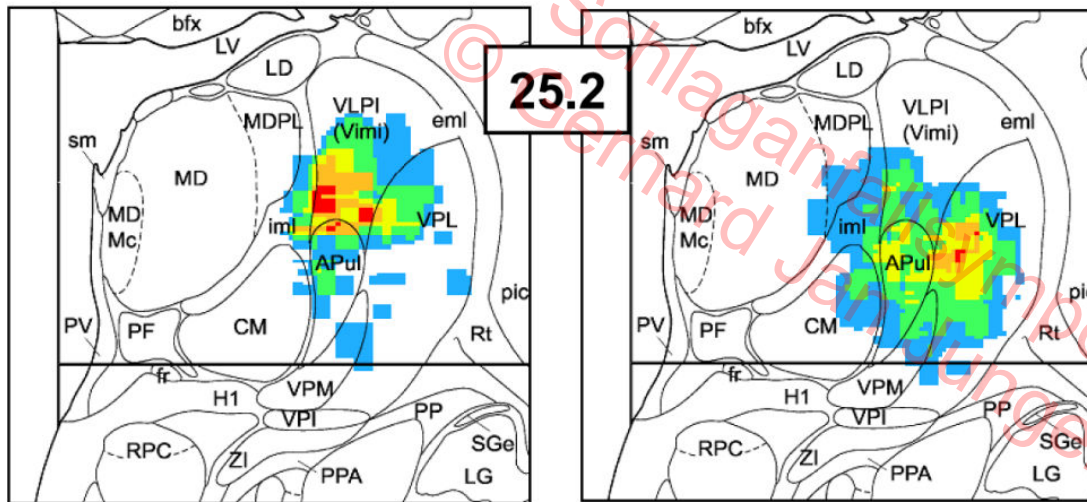 bfx
LV
LD
VLPl
(Vimi)
MDPL
eml
sm
MD
MD
Mc
iml
VPL
APul
pic
PV
PF
CM
Rt
fr
H1
VPM
VPI
PP
RPC
ZI
PPA
SGe
LG
25.2
bfx
LV
LD
VLPl
(Vimi)
MDPL
eml
sm
MD
MD
Mc
iml
VPL
APul
pic
PV
PF
CM
Rt
fr
H1
VPM
VPI
PP
RPC
ZI
PPA
SGe
LG
© Gerhard Jan Jungehülsing